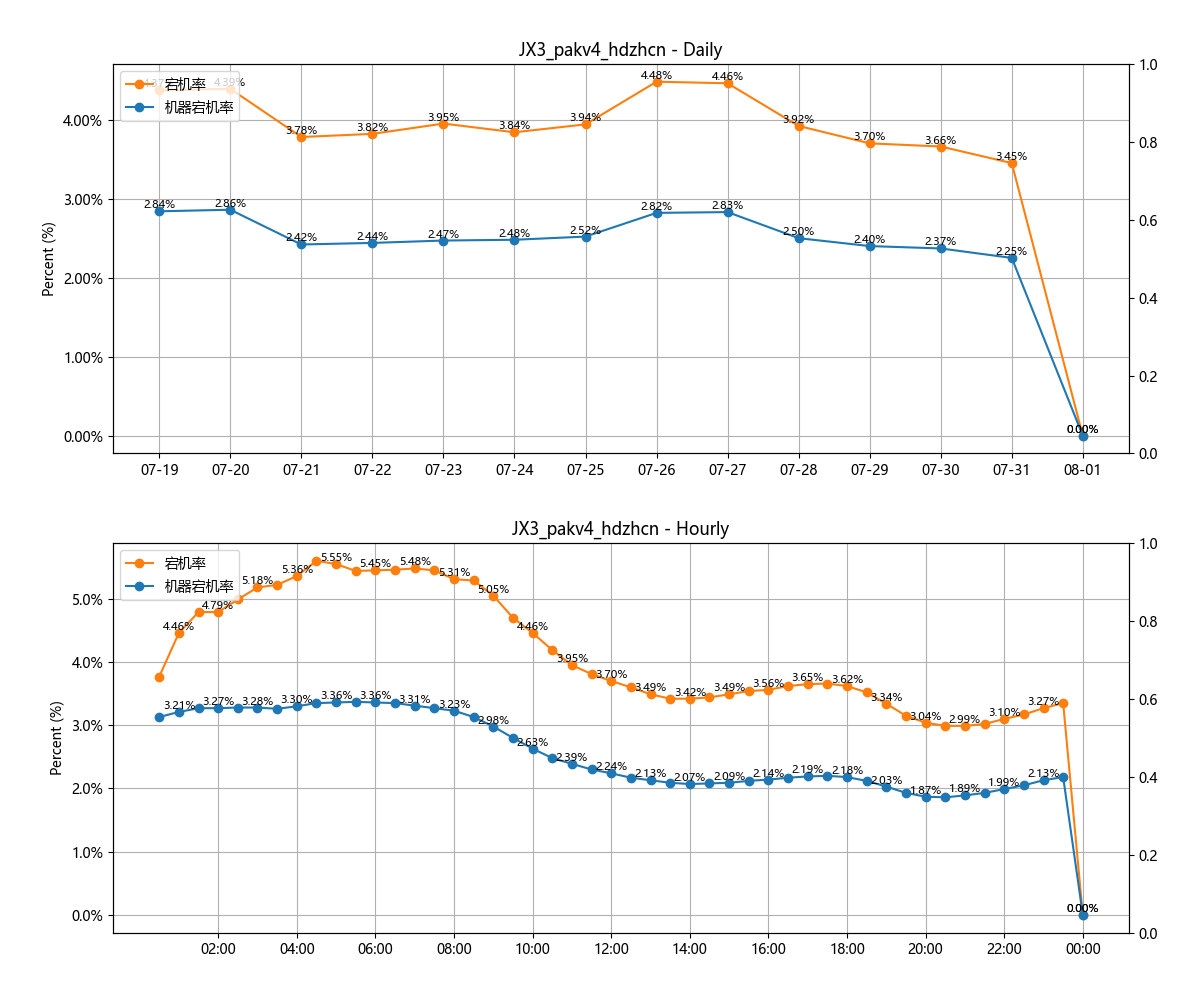 JX3_pakv4_hdzhcn - Daily
宕机率
机器宕机率
4.37% 4.39% 3.78% 3.82% 3.95% 3.84% 3.94% 4.48% 4.46% 3.92% 3.70% 3.66% 3.45% 0.00%
2.84% 2.86% 2.42% 2.44% 2.47% 2.48% 2.52% 2.82% 2.83% 2.50% 2.40% 2.37% 2.25% 0.00%
Percent (%)
4.00%
3.00%
2.00%
1.00%
0.00%
1.0
0.8
0.6
0.4
0.2
0.0
07-19 07-20 07-21 07-22 07-23 07-24 07-25 07-26 07-27 07-28 07-29 07-30 07-31 08-01
JX3_pakv4_hdzhcn - Hourly
宕机率
机器宕机率
4.46% 4.79% 5.18% 5.36% 5.55% 5.45% 5.48% 5.31% 5.05% 4.46% 3.95% 3.70% 3.49% 3.42% 3.49% 3.56% 3.65% 3.62% 3.34% 3.04% 2.99% 3.10% 3.27% 0.00%
3.21% 3.27% 3.28% 3.30% 3.36% 3.36% 3.31% 3.23% 2.98% 2.63% 2.39% 2.24% 2.13% 2.07% 2.09% 2.14% 2.19% 2.18% 2.03% 1.87% 1.89% 1.99% 2.13% 0.00%
Percent (%)
5.0%
4.0%
3.0%
2.0%
1.0%
0.0%
1.0
0.8
0.6
0.4
0.2
0.0
02:00 04:00 06:00 08:00 10:00 12:00 14:00 16:00 18:00 20:00 22:00 00:00